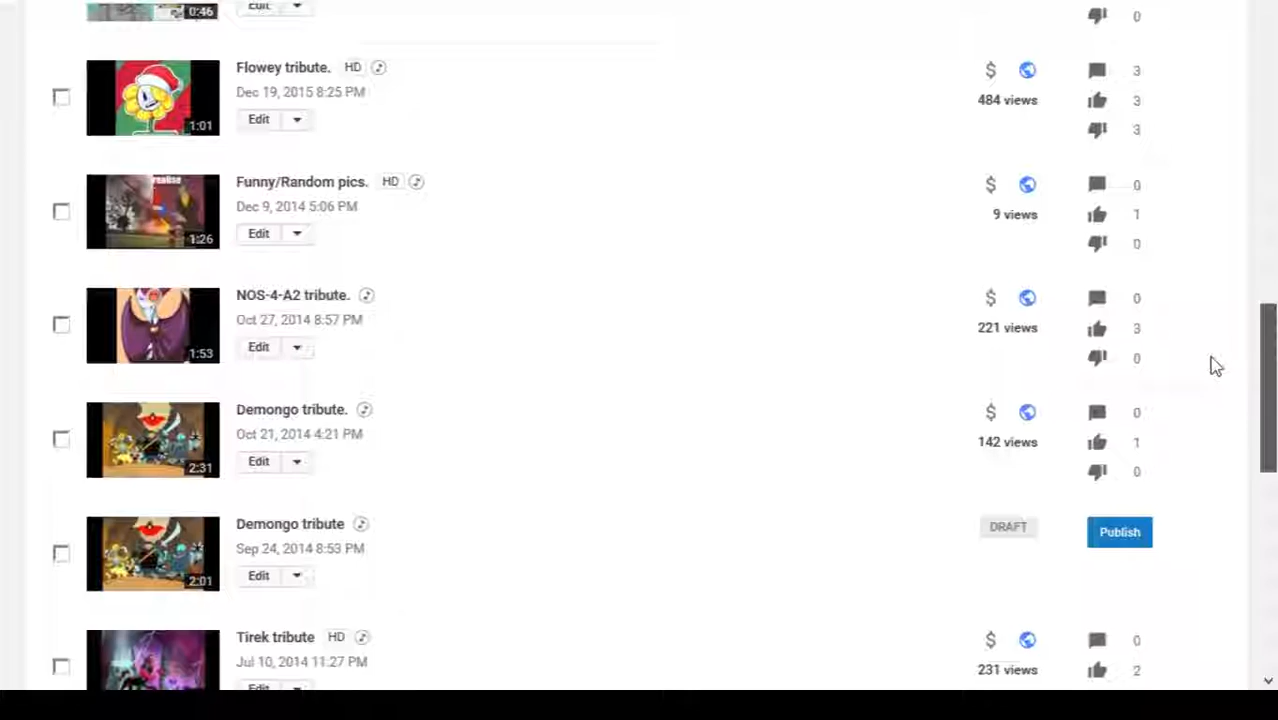 0:46
0
Flowey tribute. HD
Dec 19, 2015 8:25 PM
Edit
1:01
484 views
3
3
3
Funny/Random pics. HD
Dec 9, 2014 5:06 PM
Edit
realise
1:26
9 views
0
1
0
NOS-4-A2 tribute.
Oct 27, 2014 8:57 PM
Edit
1:53
221 views
0
3
0
Demongo tribute.
Oct 21, 2014 4:21 PM
Edit
2:31
142 views
0
1
0
Demongo tribute
Sep 24, 2014 8:53 PM
Edit
2:01
DRAFT
Publish
Tirek tribute HD
Jul 10, 2014 11:27 PM
231 views
0
2